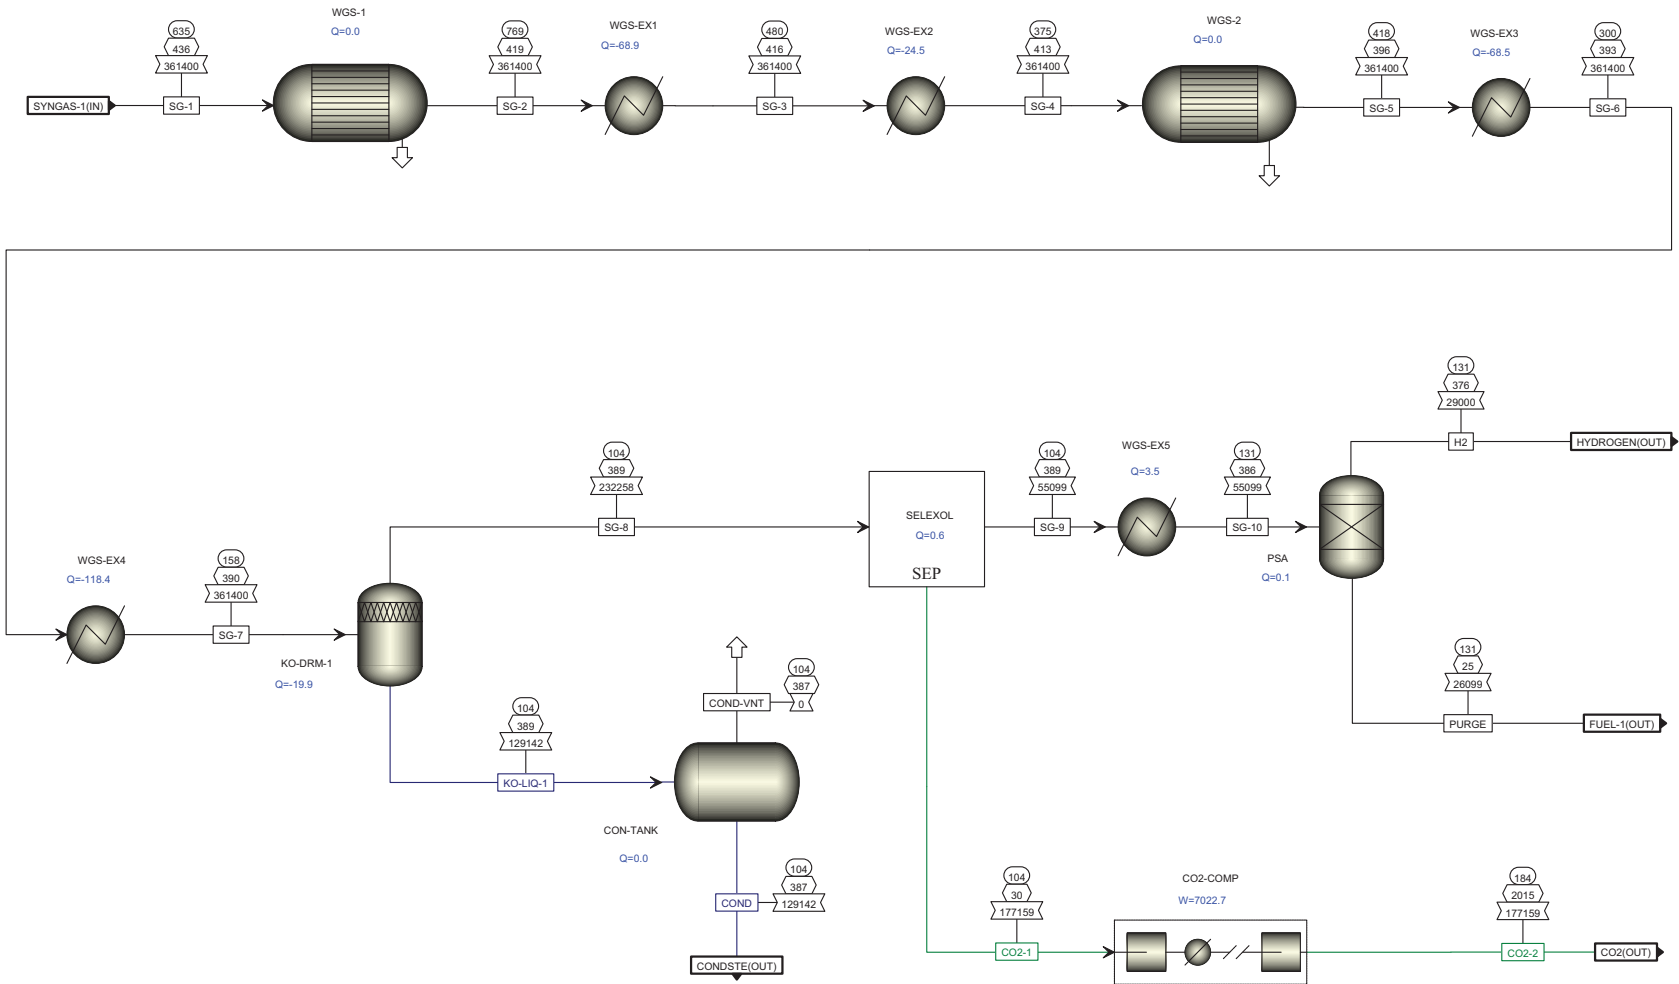 WGS-1
Q=0.0
WGS-EX1
Q=-68.9
WGS-EX2
Q=-24.5
WGS-2
Q=0.0
WGS-EX3
Q=-68.5
635
436
361400
769
419
361400
480
416
361400
375
413
361400
418
396
361400
300
393
361400
SYNGAS-1(IN)
SG-1
SG-2
SG-3
SG-4
SG-5
SG-6
131
376
29000
H2
HYDROGEN(OUT)
104
389
232258
SG-8
SELEXOL
Q=0.6
SEP
104
389
55099
SG-9
WGS-EX5
Q=3.5
131
386
55099
SG-10
PSA
Q=0.1
WGS-EX4
Q=-118.4
158
390
361400
SG-7
KO-DRM-1
Q=-19.9
104
387
0
COND-VNT
131
25
26099
PURGE
FUEL-1(OUT)
104
389
129142
KO-LIQ-1
CON-TANK
Q=0.0
104
387
129142
COND
CONDSTE(OUT)
104
30
177159
CO2-1
CO2-COMP
W=7022.7
184
2015
177159
CO2-2
CO2(OUT)